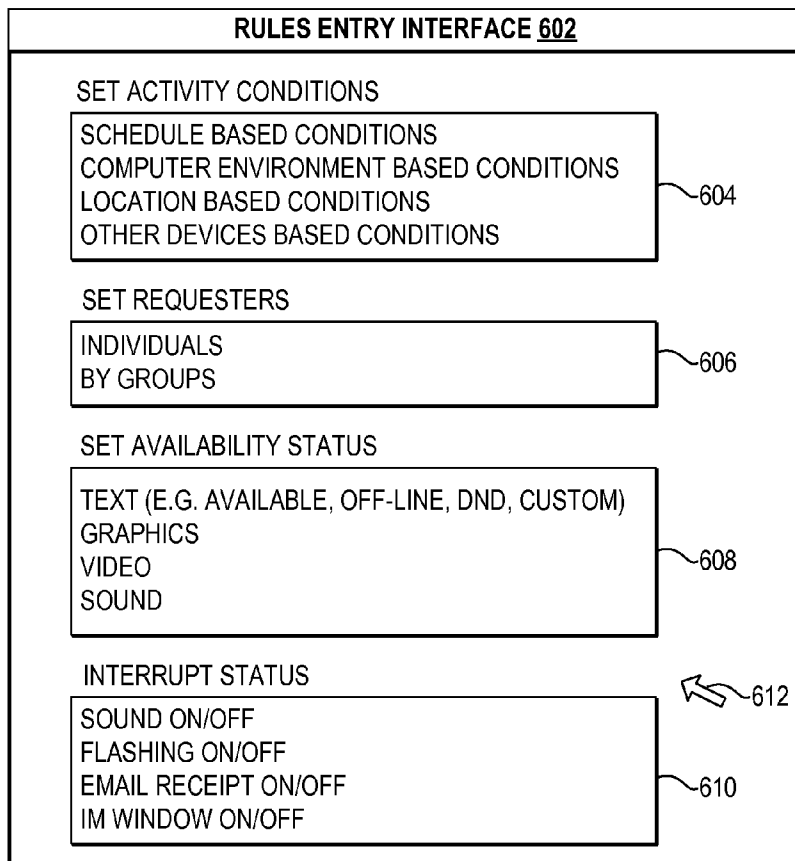 RULES ENTRY INTERFACE 602
SET ACTIVITY CONDITIONS
SCHEDULE BASED CONDITIONS
COMPUTER ENVIRONMENT BASED CONDITIONS
LOCATION BASED CONDITIONS
OTHER DEVICES BASED CONDITIONS
604
SET REQUESTERS
INDIVIDUALS
BY GROUPS
606
SET AVAILABILITY STATUS
TEXT (E.G. AVAILABLE, OFF-LINE, DND, CUSTOM)
GRAPHICS
VIDEO
SOUND
608
INTERRUPT STATUS
612
SOUND ON/OFF
FLASHING ON/OFF
EMAIL RECEIPT ON/OFF
IM WINDOW ON/OFF
610